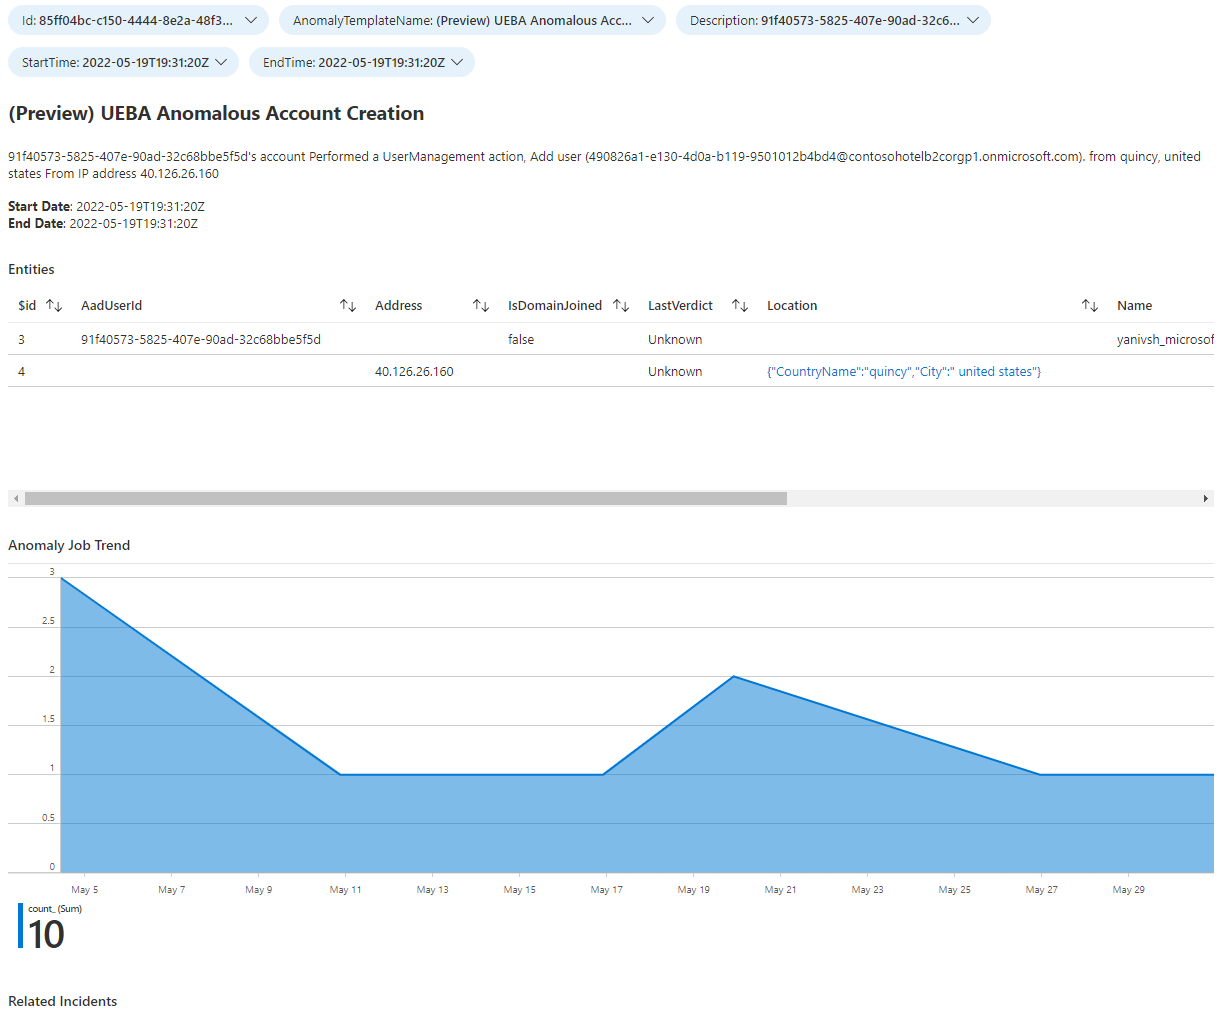 Id: 85ff04bc-c150-4444-8e2a-48f3...
AnomalyTemplateName: (Preview) UEBA Anomalous Acc...
Description: 91f40573-5825-407e-90ad-32c6...
StartTime: 2022-05-19T19:31:20Z
EndTime: 2022-05-19T19:31:20Z
(Preview) UEBA Anomalous Account Creation
91f40573-5825-407e-90ad-32c68bbe5f5d's account Performed a UserManagement action, Add user (490826a1-e130-4d0a-b119-9501012b4bd4@contosohotelb2corgp1.onmicrosoft.com). from quincy, united
states From IP address 40.126.26.160
Start Date: 2022-05-19T19:31:20Z
End Date: 2022-05-19T19:31:20Z
Entities
$id AadUserId Address IsDomainJoined LastVerdict Location Name
3 91f40573-5825-407e-90ad-32c68bbe5f5d false Unknown yanivsh_microsof
4 40.126.26.160 Unknown {"CountryName":"quincy","City":" united states"}
Anomaly Job Trend
3
2.5
2
1.5
1
0.5
0
May 5 May 7 May 9 May 11 May 13 May 15 May 17 May 19 May 21 May 23 May 25 May 27 May 29
count_ (Sum)
10
Related Incidents